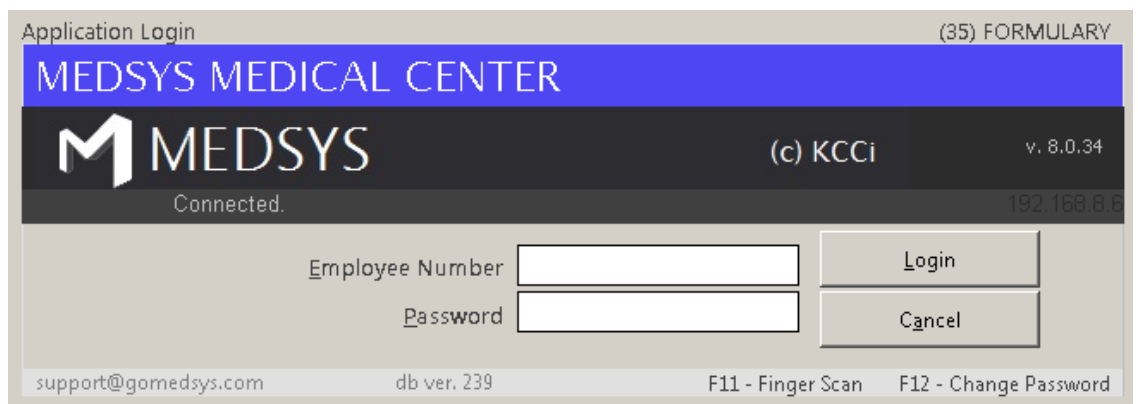 Application Login (35) FORMULARY
MEDSYS MEDICAL CENTER
MEDSYS (c) KCCi v. 8.0.34
Connected. 192.168.8.6
Employee Number Login
Password Cancel
support@gomedsys.com db ver. 239 F11 - Finger Scan F12 - Change Password